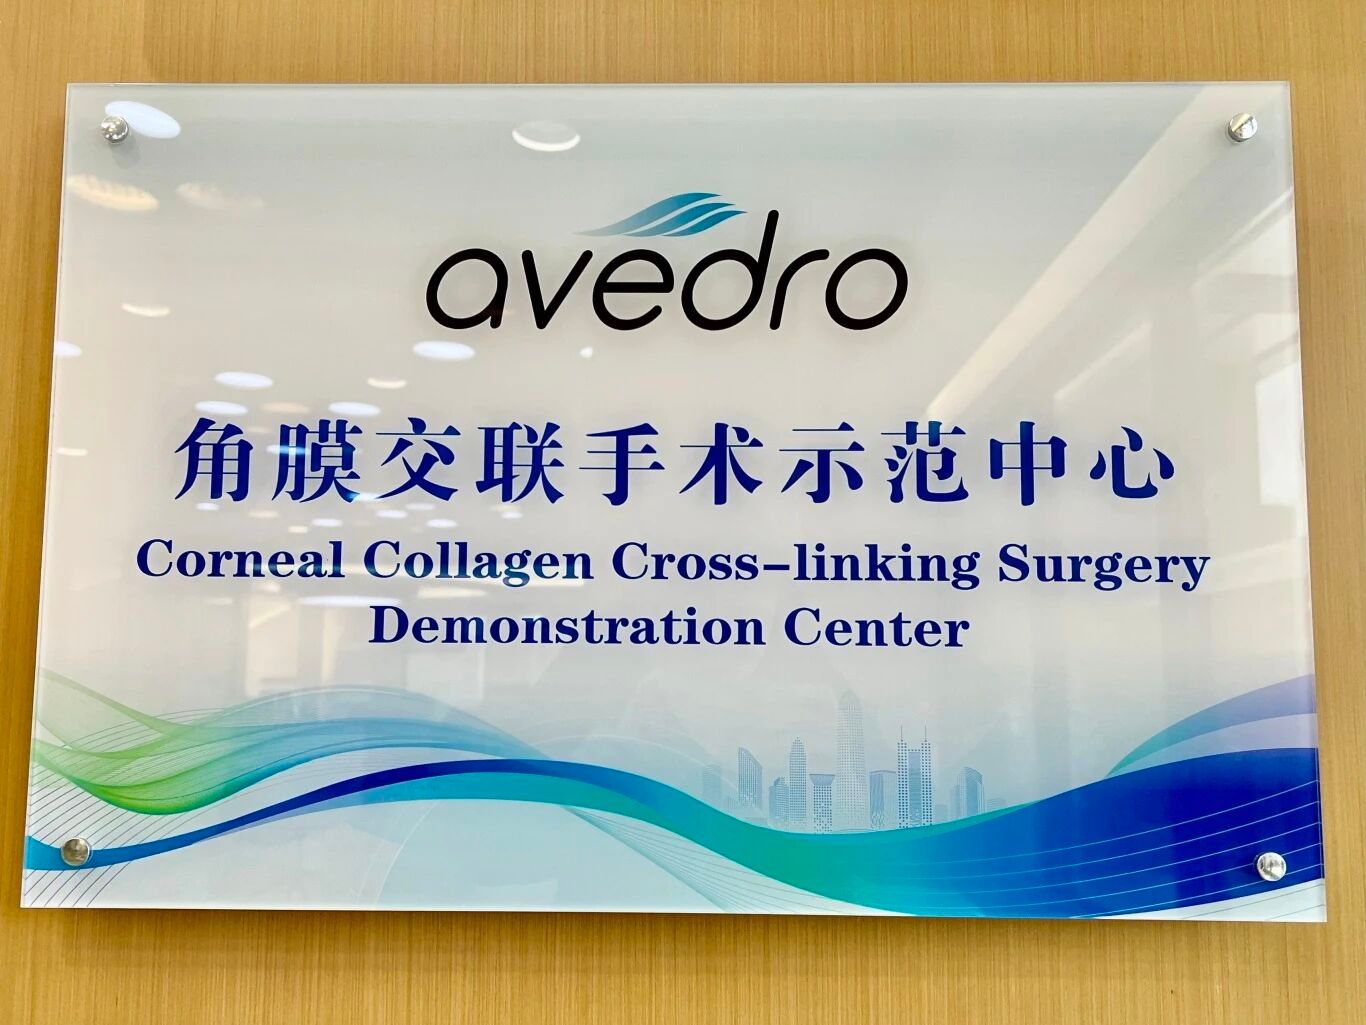 avedro
角膜交联手术示范中心
Corneal Collagen Cross-linking Surgery
Demonstration Center